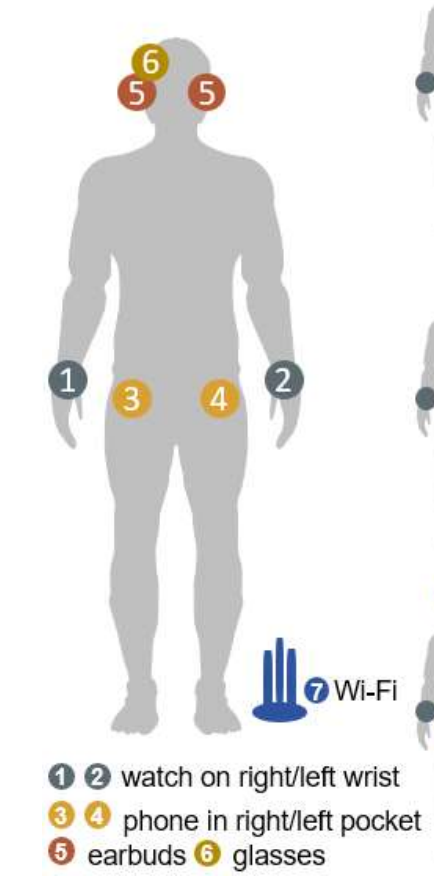 6
5 5
1 2
3 4
7 Wi-Fi
1 2 watch on right/left wrist
3 4 phone in right/left pocket
5 earbuds 6 glasses